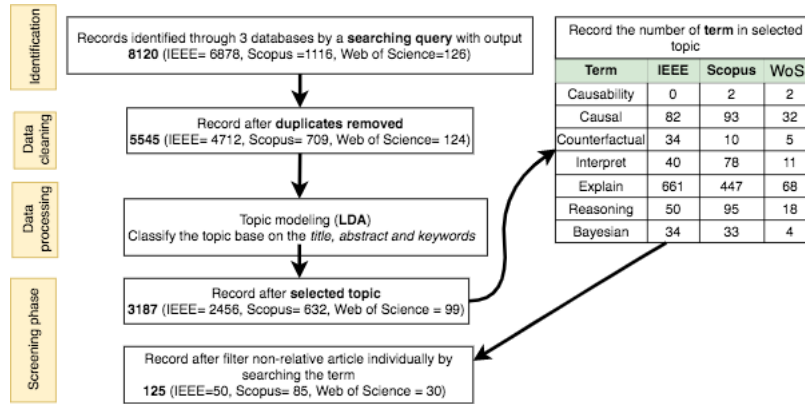 Identification
Records identified through 3 databases by a searching query with output
8120 (IEEE= 6878, Scopus =1116, Web of Science=126)
Data
cleaning
Record after duplicates removed
5545 (IEEE= 4712, Scopus= 709, Web of Science= 124)
Data
processing
Topic modeling (LDA)
Classify the topic base on the title, abstract and keywords
Screening phase
Record after selected topic
3187 (IEEE= 2456, Scopus= 632, Web of Science = 99)
Record after filter non-relative article individually by
searching the term
125 (IEEE=50, Scopus= 85, Web of Science = 30)
Record the number of term in selected
topic
Term IEEE Scopus WoS
Causability 0 2 2
Causal 82 93 32
Counterfactual 34 10 5
Interpret 40 78 11
Explain 661 447 68
Reasoning 50 95 18
Bayesian 34 33 4